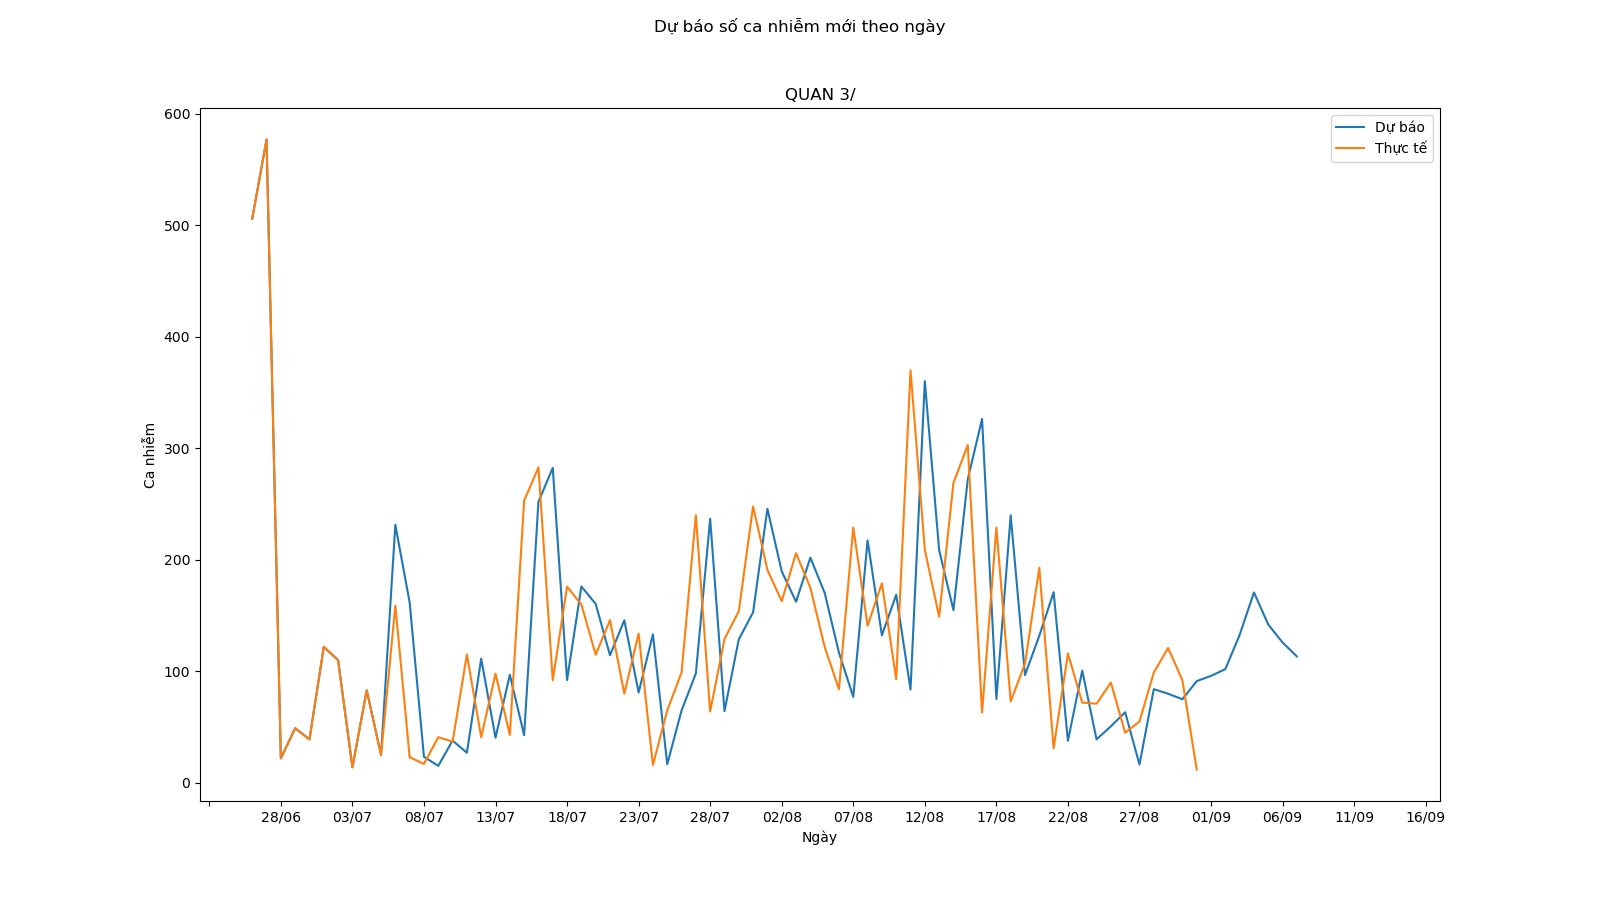 Dự báo số ca nhiễm mới theo ngày
QUAN 3/
600
500
400
300
200
100
0
Ca nhiễm
Dự báo
Thực tế
28/06 03/07 08/07 13/07 18/07 23/07 28/07 02/08 07/08 12/08 17/08 22/08 27/08 01/09 06/09 11/09 16/09
Ngày